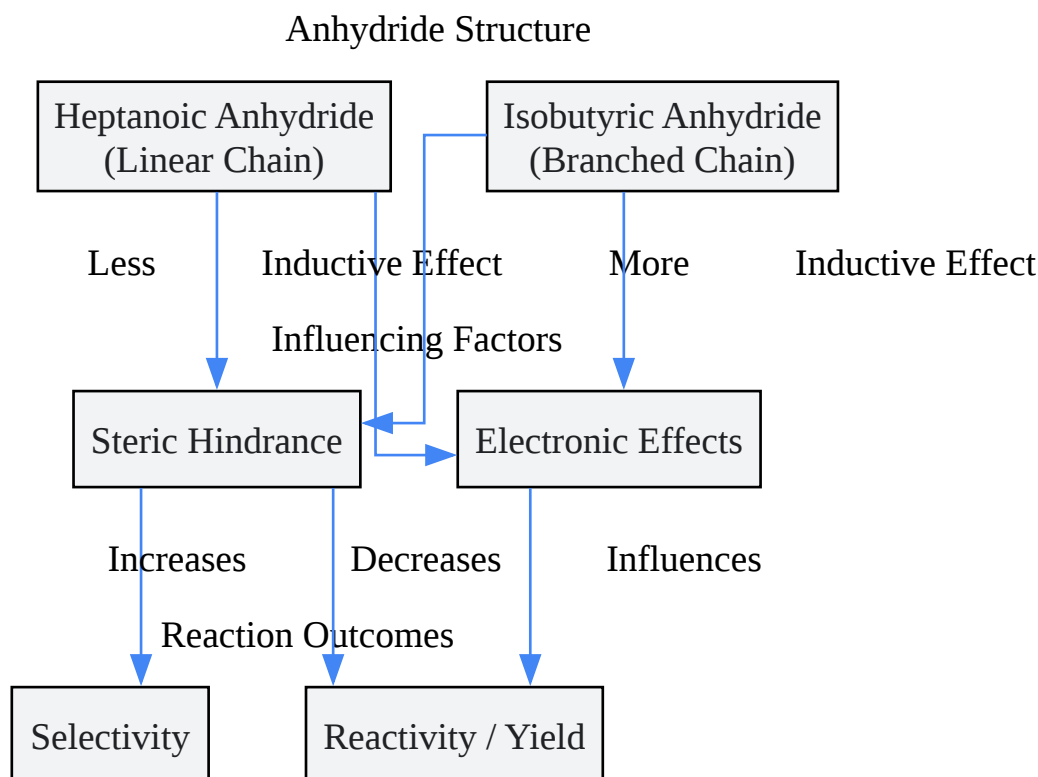 Anhydride Structure
Heptanoic Anhydride
(Linear Chain)
Isobutyric Anhydride
(Branched Chain)
Less
Inductive Effect
More
Inductive Effect
Influencing Factors
Steric Hindrance
Electronic Effects
Increases
Decreases
Influences
Reaction Outcomes
Selectivity
Reactivity / Yield